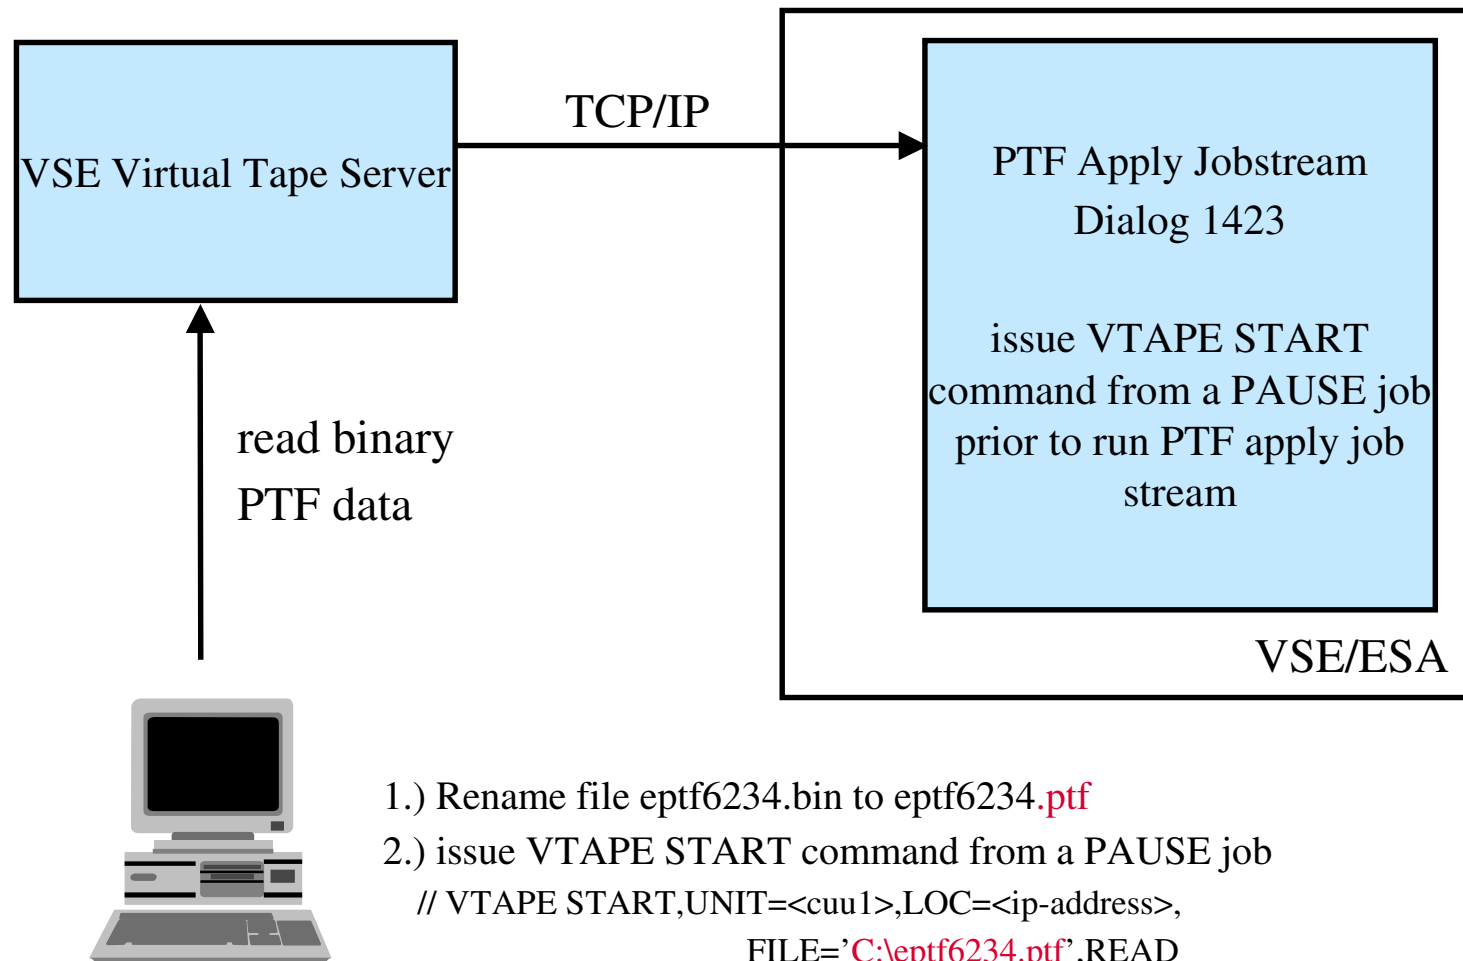 VSE Virtual Tape Server
TCP/IP
PTF Apply Jobstream
Dialog 1423
issue VTAPE START
command from a PAUSE job
prior to run PTF apply job
stream
VSE/ESA
read binary
PTF data
1.) Rename file eptf6234.bin to eptf6234.ptf
2.) issue VTAPE START command from a PAUSE job
// VTAPE START,UNIT=<cuu1>,LOC=<ip-address>,
FILE=’C:\eptf6234.ptf’,READ